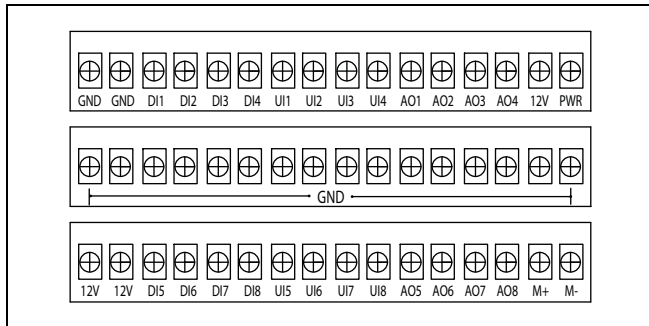 GND GND DI1 DI2 DI3 DI4 UI1 UI2 UI3 UI4 AO1 AO2 AO3 AO4 12V PWR
GND
12V 12V DI5 DI6 DI7 DI8 UI5 UI6 UI7 UI8 AO5 AO6 AO7 AO8 M+ M-